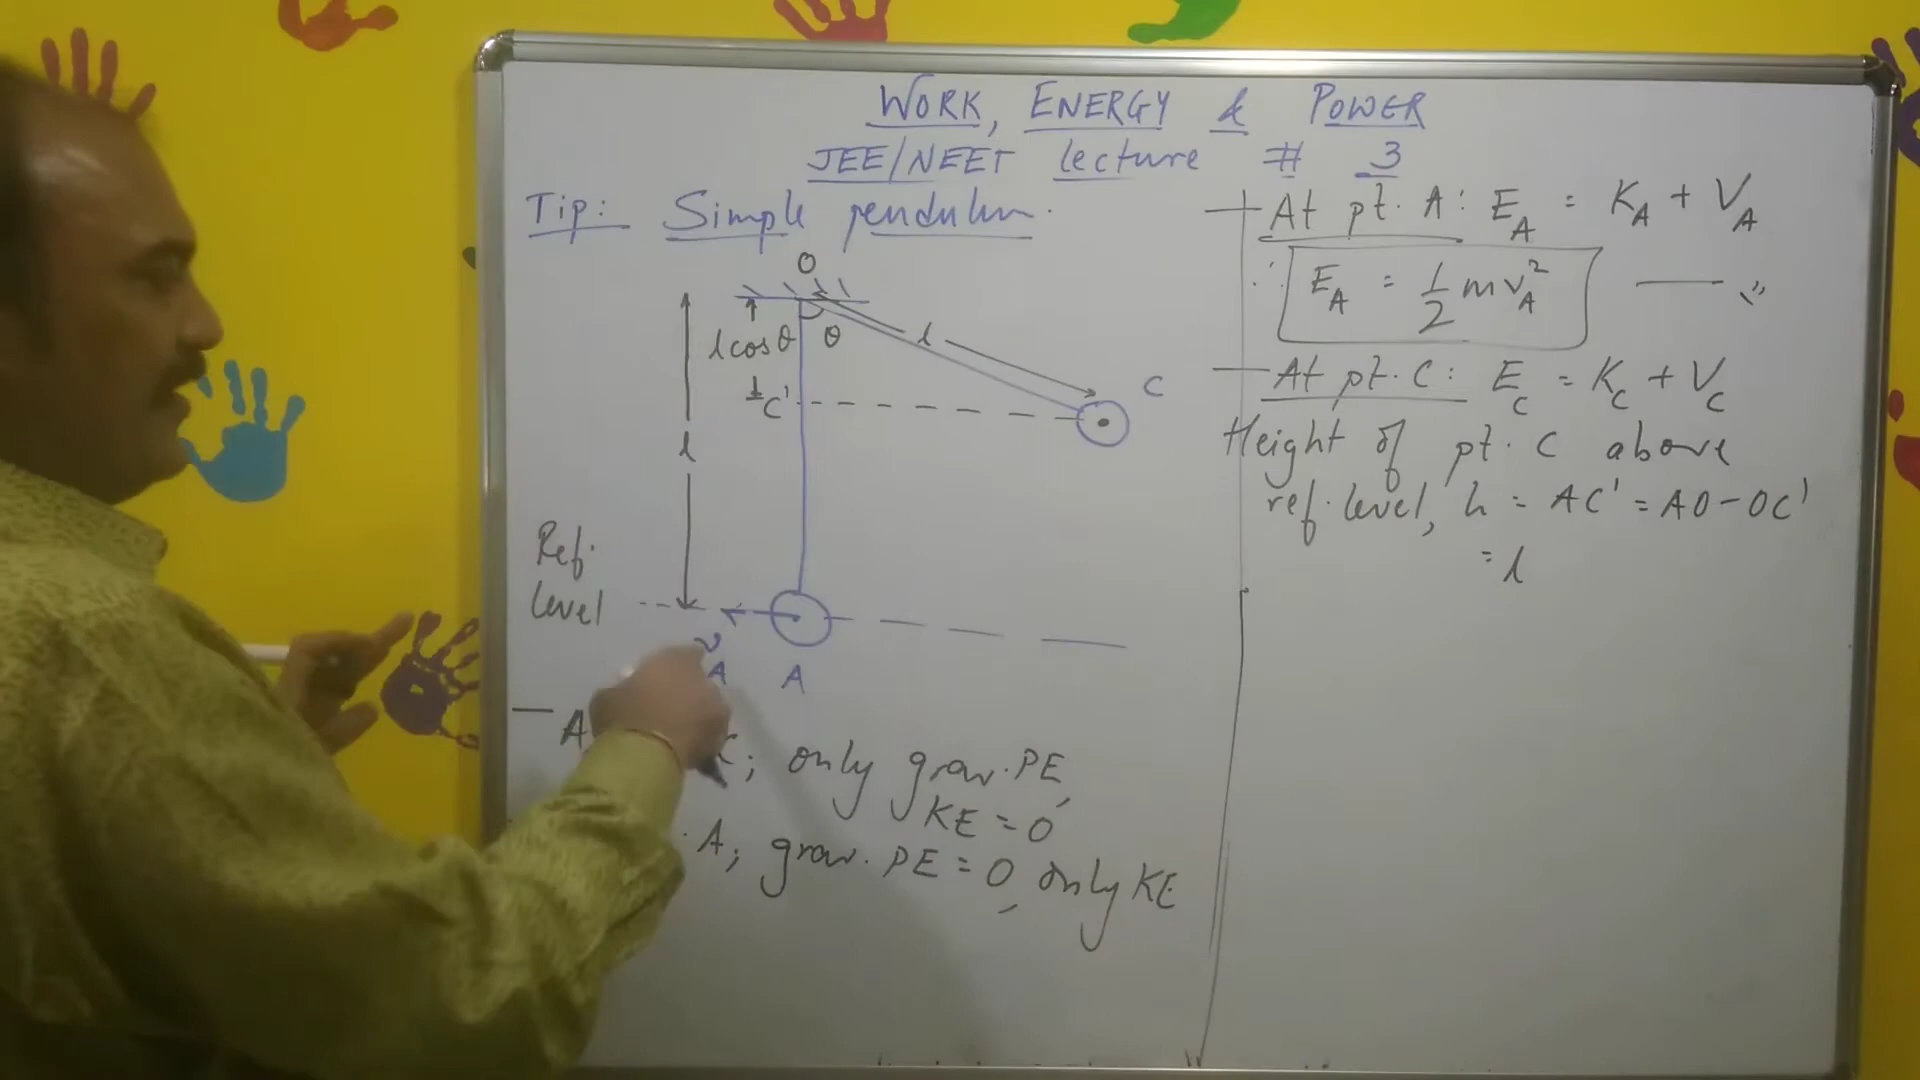 WORK, ENERGY & POWER
JEE/NEET lecture # 3
Tip: Simple pendulum.
O
l cos θ θ l
C
C'
l
Ref.
level
v_A A
only grav. PE,
KE = 0
A; grav. PE = 0, only KE
At pt. A: E_A = K_A + V_A
∴ E_A = 1/2 m v_A^2
At pt. C: E_C = K_C + V_C
Height of pt. C above
ref. level, h = AC' = AO - OC'
= l